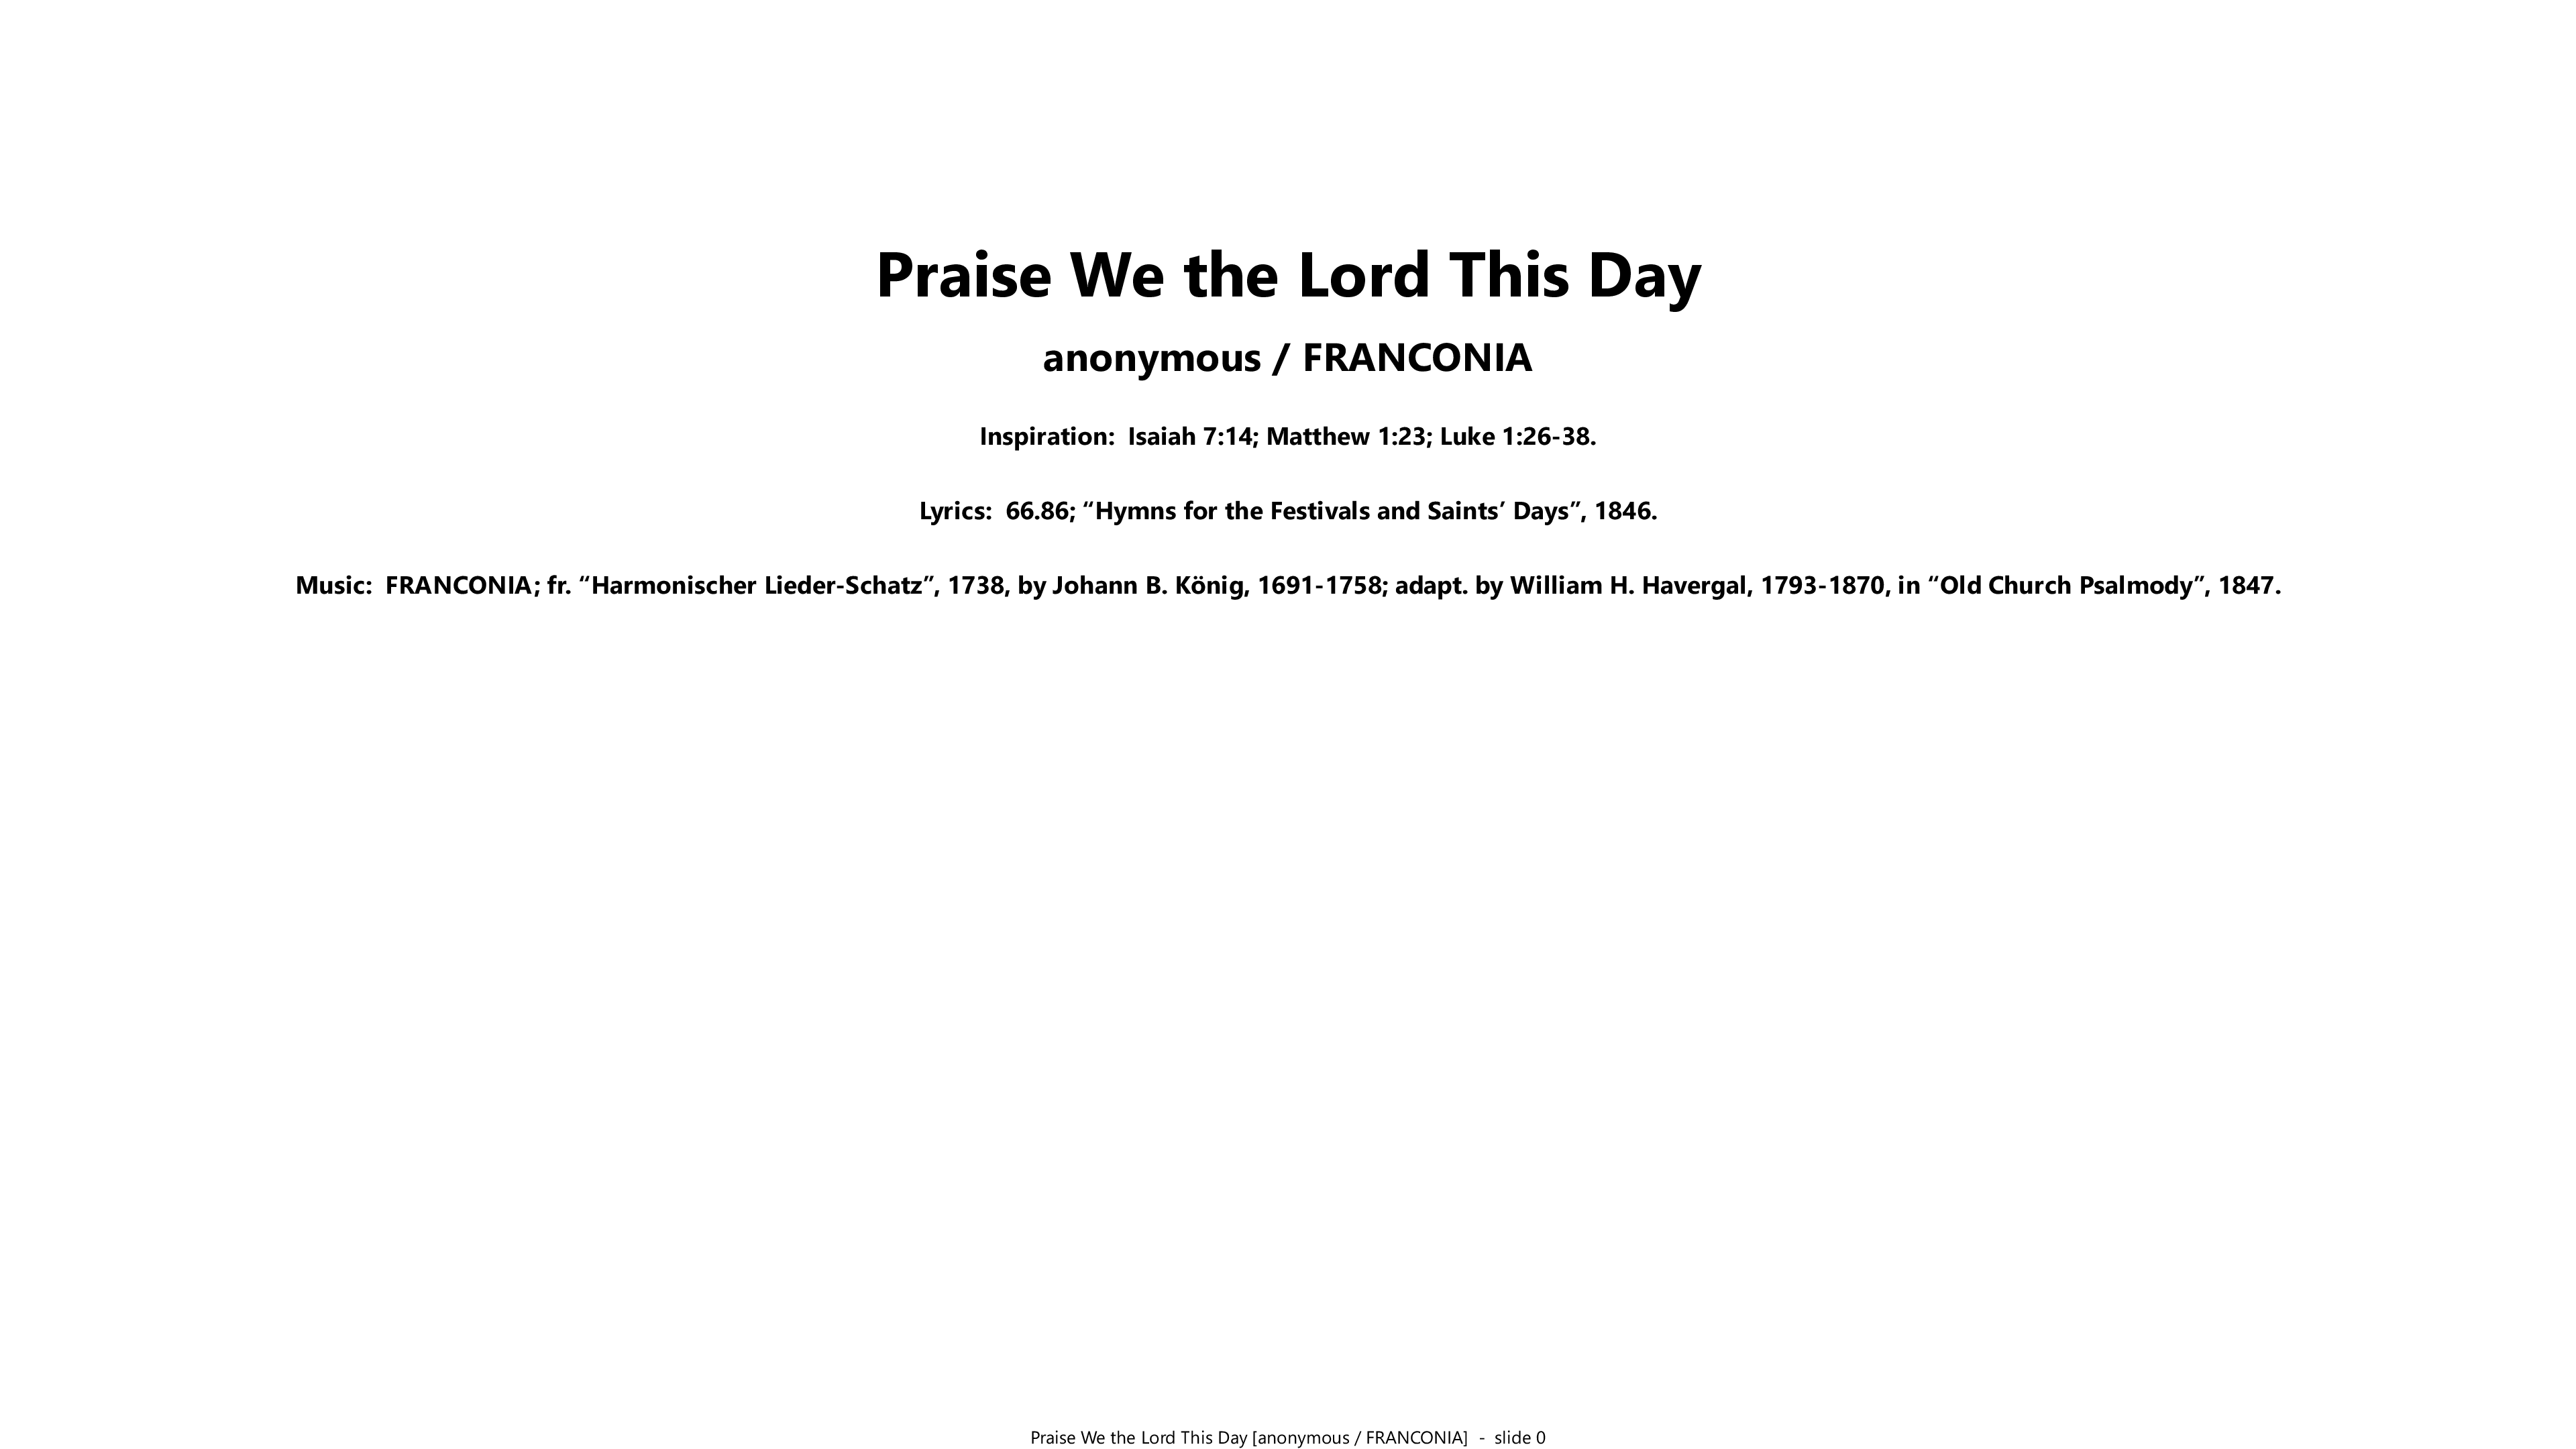 Praise We the Lord This Day
anonymous / FRANCONIA
Inspiration:  Isaiah 7:14; Matthew 1:23; Luke 1:26-38.
Lyrics:  66.86; “Hymns for the Festivals and Saints’ Days”, 1846.
Music:  FRANCONIA; fr. “Harmonischer Lieder-Schatz”, 1738, by Johann B. König, 1691-1758; adapt. by William H. Havergal, 1793-1870, in “Old Church Psalmody”, 1847.
Praise We the Lord This Day [anonymous / FRANCONIA]  -  slide 0